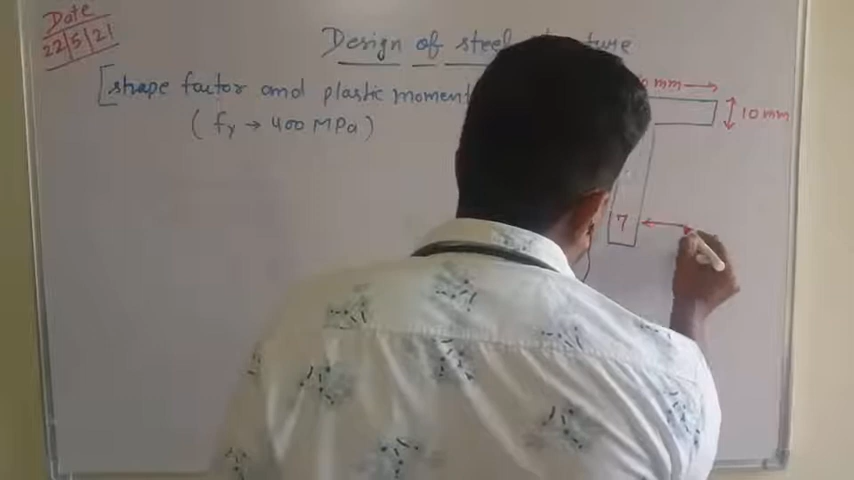 Date
22/5/21
Design of steel
[shape factor and plastic moment
(fy → 400 MPa)
mm
10 mm
7